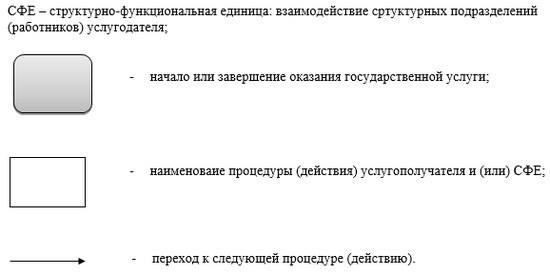 СФЕ – структурно-функциональная единица: взаимодействие сртуктурных подразделений
(работников) услугодателя;
- начало или завершение оказания государственной услуги;
- наименоваие процедуры (действия) услугополучателя и (или) СФЕ;
- переход к следующей процедуре (действию).